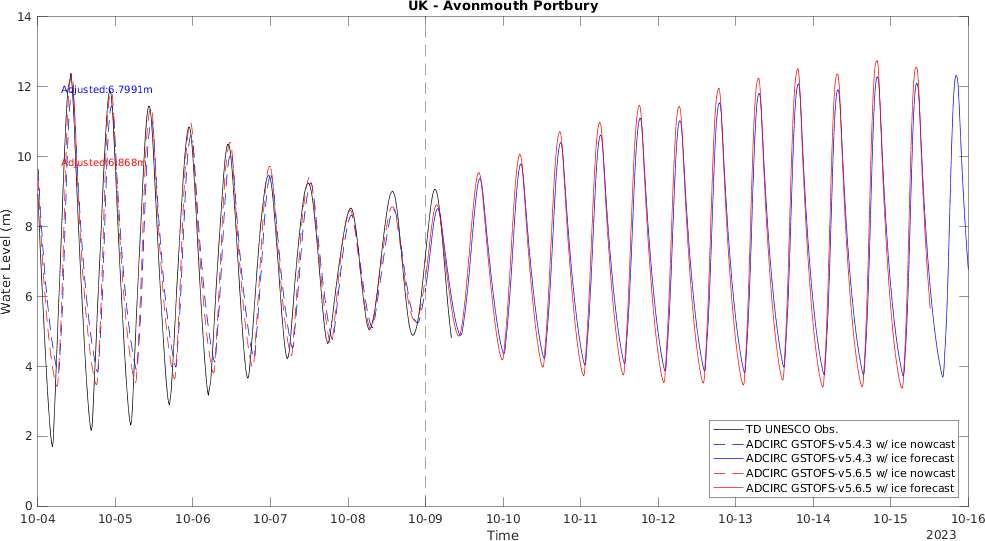 UK - Avonmouth Portbury
14
12
10
8
6
4
2
0
Water Level (m)
Adjusted:6.7991m
Adjusted:6.868m
TD UNESCO Obs.
ADCIRC GSTOFS-v5.4.3 w/ ice nowcast
ADCIRC GSTOFS-v5.4.3 w/ ice forecast
ADCIRC GSTOFS-v5.6.5 w/ ice nowcast
ADCIRC GSTOFS-v5.6.5 w/ ice forecast
10-04 10-05 10-06 10-07 10-08 10-09 10-10 10-11 10-12 10-13 10-14 10-15 10-16
Time
2023